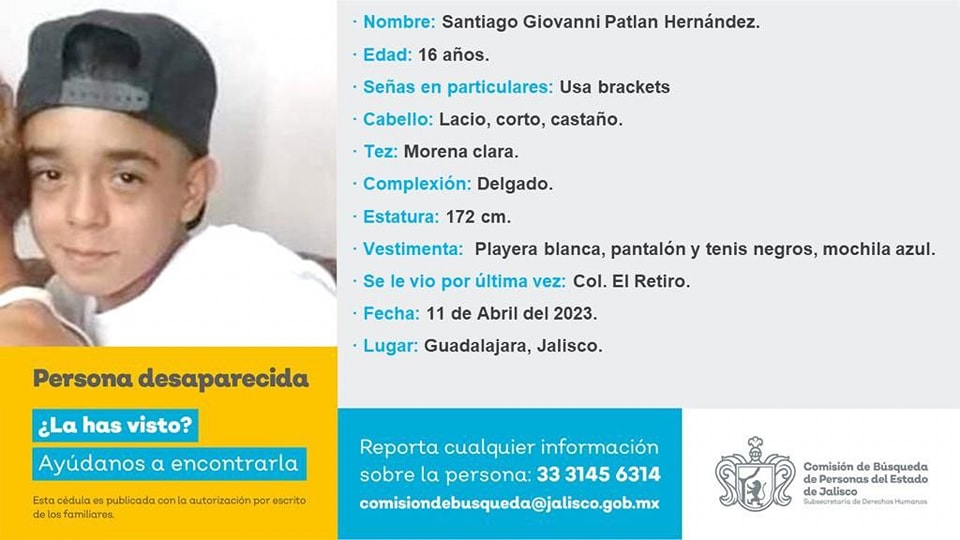 · Nombre: Santiago Giovanni Patlan Hernández.
· Edad: 16 años.
· Señas en particulares: Usa brackets
· Cabello: Lacio, corto, castaño.
· Tez: Morena clara.
· Complexión: Delgado.
· Estatura: 172 cm.
· Vestimenta: Playera blanca, pantalón y tenis negros, mochila azul.
· Se le vio por última vez: Col. El Retiro.
· Fecha: 11 de Abril del 2023.
· Lugar: Guadalajara, Jalisco.
Persona desaparecida
¿La has visto?
Ayúdanos a encontrarla
Esta cédula es publicada con la autorización por escrito
de los familiares.
Reporta cualquier información
sobre la persona: 33 3145 6314
comisiondebusqueda@jalisco.gob.mx
Comisión de Búsqueda
de Personas del Estado
de Jalisco
Subsecretaría de Derechos Humanos